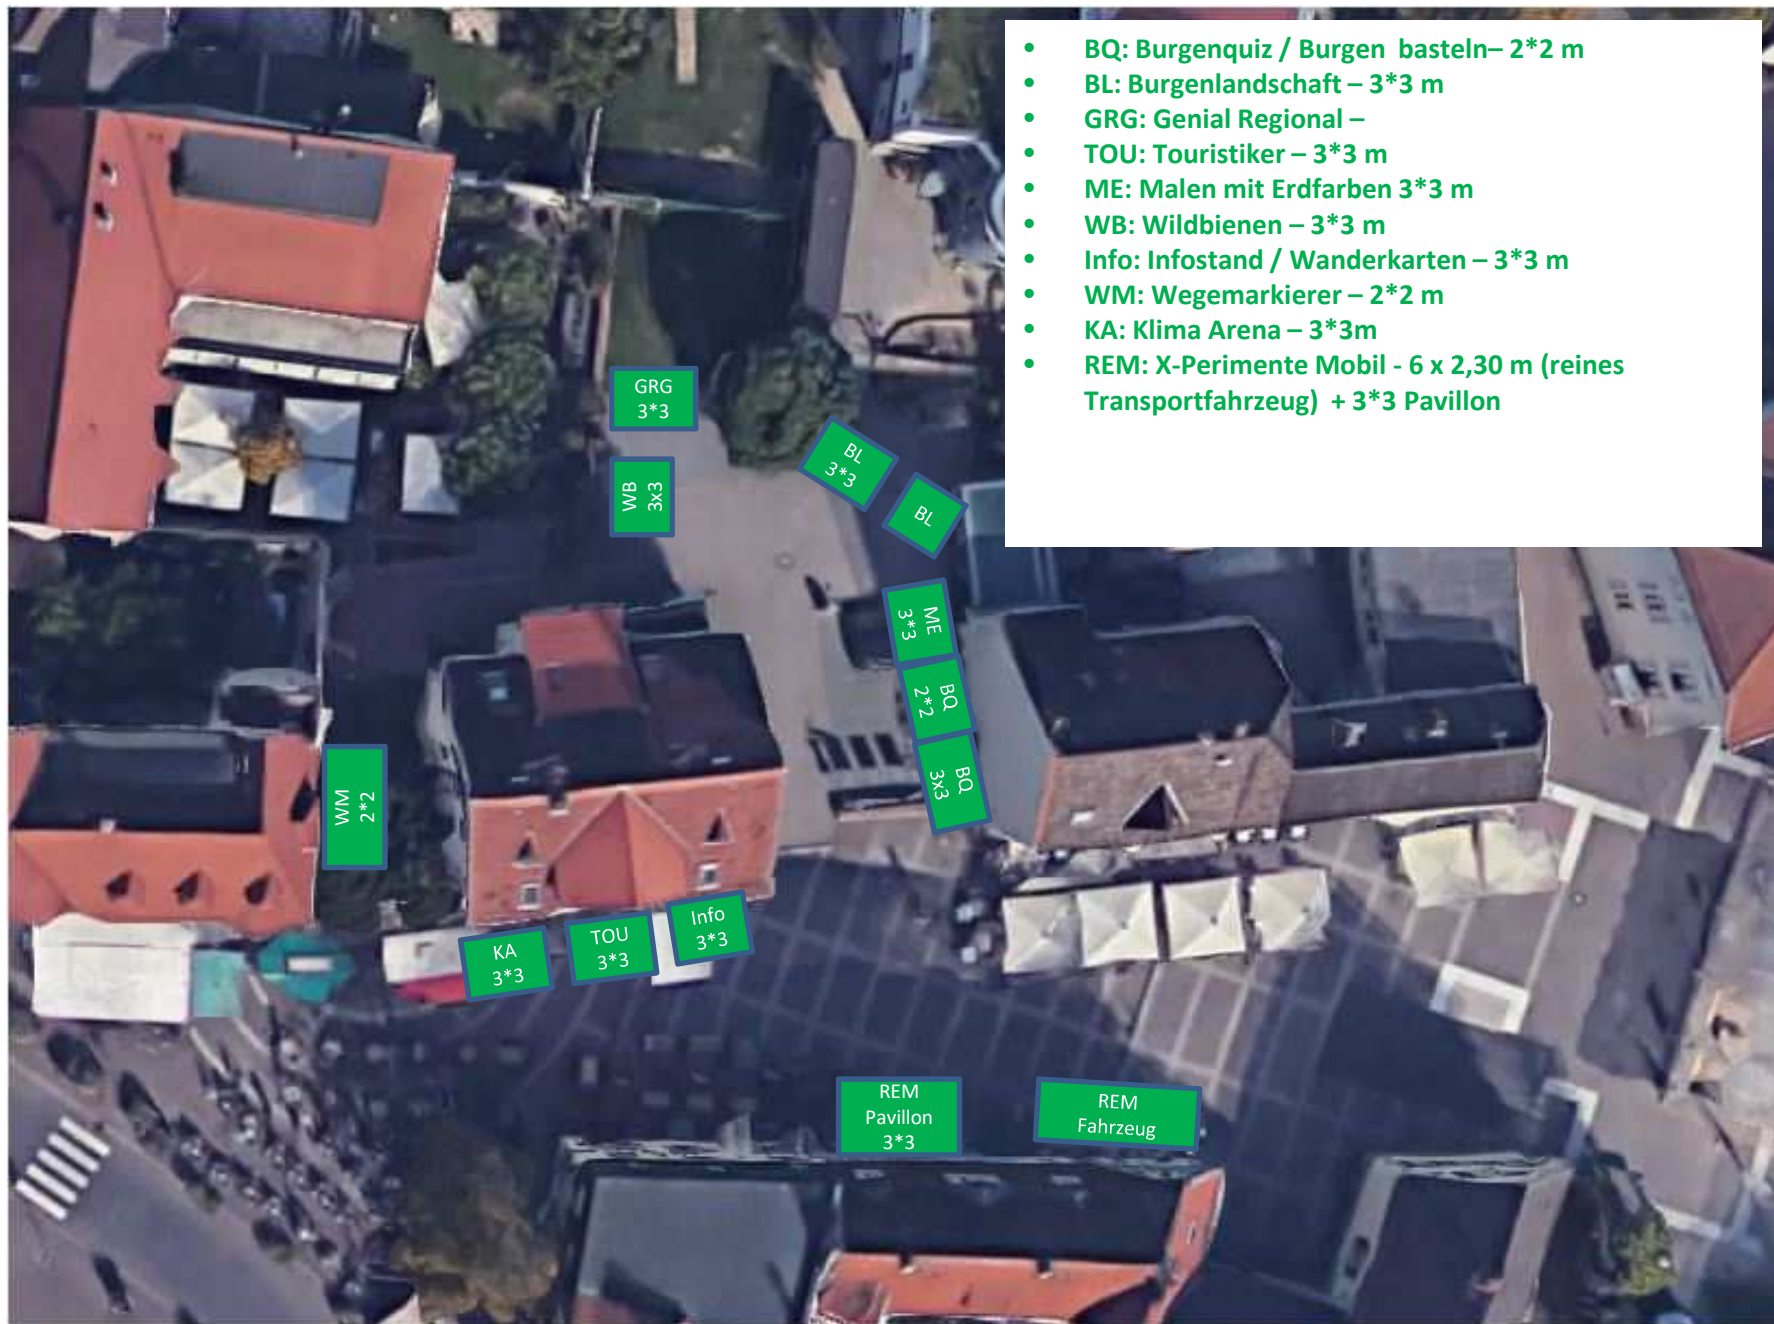 • BQ: Burgenquiz / Burgen basteln– 2*2 m
• BL: Burgenlandschaft – 3*3 m
• GRG: Genial Regional –
• TOU: Touristiker – 3*3 m
• ME: Malen mit Erdfarben 3*3 m
• WB: Wildbienen – 3*3 m
• Info: Infostand / Wanderkarten – 3*3 m
• WM: Wegemarkierer – 2*2 m
• KA: Klima Arena – 3*3m
• REM: X-Perimente Mobil - 6 x 2,30 m (reines
Transportfahrzeug) + 3*3 Pavillon
GRG
3*3
BL
3*3
WB
3x3
BL
ME
3*3
BQ
2*2
BQ
3x3
WM
2*2
Info
3*3
TOU
3*3
KA
3*3
REM
Pavillon
3*3
REM
Fahrzeug